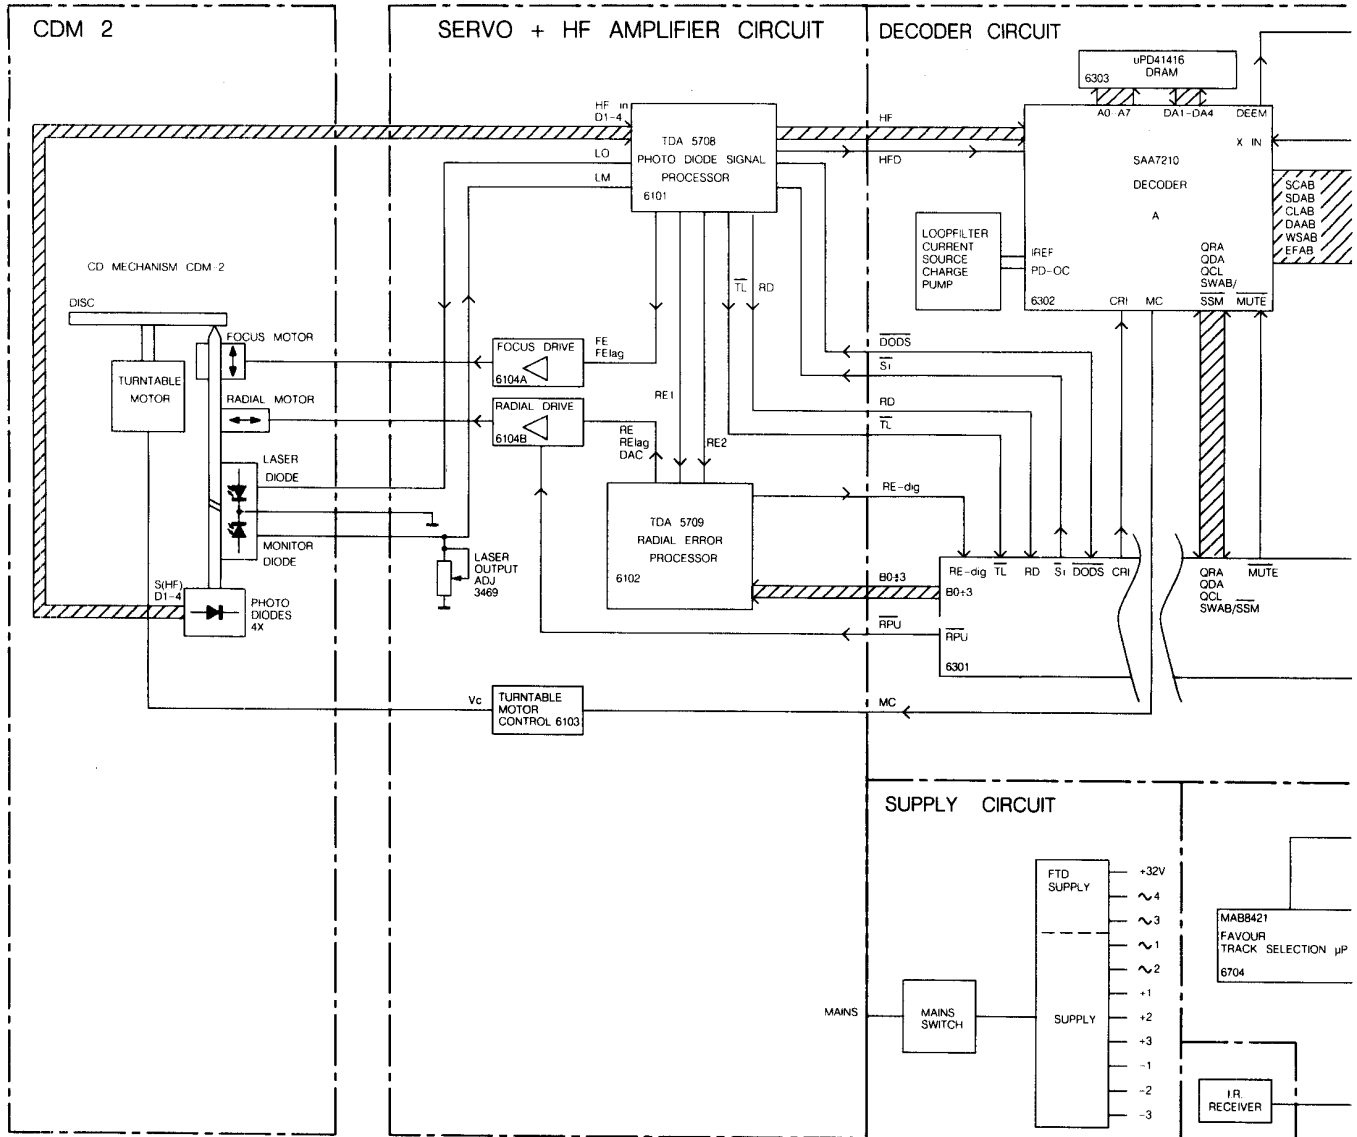 CDM 2
SERVO + HF AMPLIFIER CIRCUIT
DECODER CIRCUIT
uPD41416
DRAM
6303
A0-A7
DA1-DA4
DEEM
X IN
SAA7210
DECODER
A
SCAB
SDAB
CLAB
DAAB
WSAB
EFAB
QRA
QDA
QCL
SWAB/
SSM
MUTE
6302
CRI
MC
IREF
PD-OC
LOOPFILTER
CURRENT
SOURCE
CHARGE
PUMP
HF in
D1-4
LO
LM
TDA 5708
PHOTO DIODE SIGNAL
PROCESSOR
6101
HF
HFD
TL
RD
CD MECHANISM CDM-2
DISC
FOCUS MOTOR
TURNTABLE
MOTOR
RADIAL MOTOR
LASER
DIODE
MONITOR
DIODE
S(HF)
D1-4
PHOTO
DIODES
4X
FOCUS DRIVE
6104A
FE
FElag
RADIAL DRIVE
6104B
RE
RElag
DAC
RE1
RE2
DODS
Si
RD
TL
RE-dig
TDA 5709
RADIAL ERROR
PROCESSOR
6102
LASER
OUTPUT
ADJ
3469
B0÷3
RPU
RE-dig
TL
RD
Si
DODS
CRI
B0÷3
RPU
6301
QRA
QDA
QCL
SWAB/SSM
MUTE
Vc
TURNTABLE
MOTOR
CONTROL 6103
MC
SUPPLY CIRCUIT
FTD
SUPPLY
+32V
~4
~3
~1
~2
+1
+2
+3
-1
-2
-3
SUPPLY
MAINS
MAINS
SWITCH
MAB8421
FAVOUR
TRACK SELECTION µP
6704
I.R.
RECEIVER